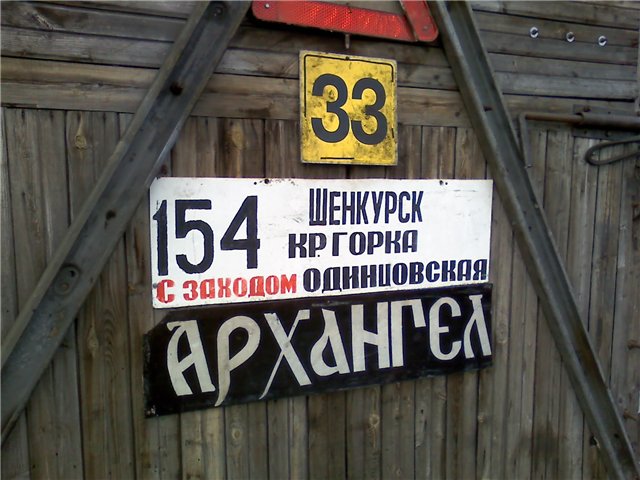 33
154 ШЕНКУРСК
КР. ГОРКА
С ЗАХОДОМ ОДИНЦОВСКАЯ
АРХАНГЕЛ